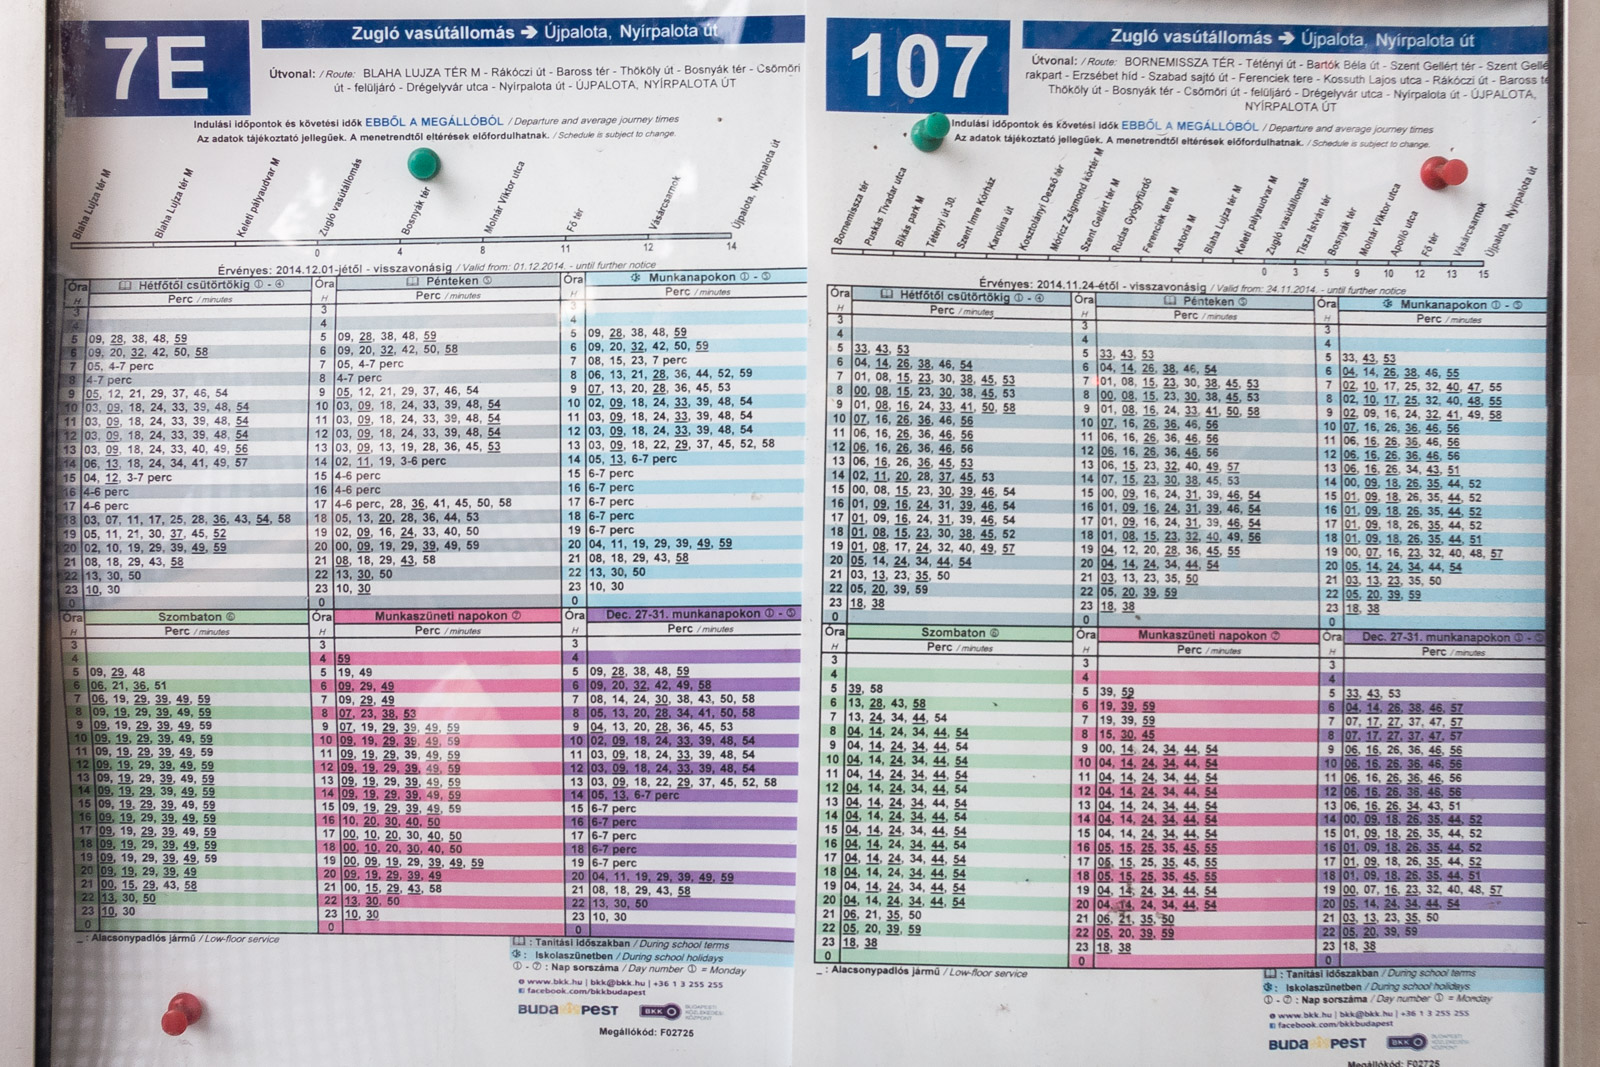 7E
Zugló vasútállomás ➔ Újpalota, Nyírpalota út
Útvonal: / Route: BLAHA LUJZA TÉR M - Rákóczi út - Baross tér - Thököly út - Bosnyák tér - Csömöri
út - felüljáró - Drégelyvár utca - Nyírpalota út - ÚJPALOTA, NYÍRPALOTA ÚT
Indulási időpontok és követési idők EBBŐL A MEGÁLLÓBÓL / Departure and average journey times
Az adatok tájékoztató jellegűek. A menetrendtől eltérések előfordulhatnak. / Schedule is subject to change.
Blaha Lujza tér M
Blaha Lujza tér M
Keleti pályaudvar M
Zugló vasútállomás
Bosnyák tér
Molnár Viktor utca
Fő tér
Vásárcsarnok
Újpalota, Nyírpalota út
0 4 8 11 12 14
Érvényes: 2014.12.01-jétől - visszavonásig / Valid from: 01.12.2014. - until further notice
Óra Hétfőtől csütörtökig ① - ④
H Perc / minutes
3
4
5 09, 28, 38, 48, 59
6 09, 20, 32, 42, 50, 58
7 05, 4-7 perc
8 4-7 perc
9 05, 12, 21, 29, 37, 46, 54
10 03, 09, 18, 24, 33, 39, 48, 54
11 03, 09, 18, 24, 33, 39, 48, 54
12 03, 09, 18, 24, 33, 39, 48, 54
13 03, 09, 18, 24, 33, 40, 49, 56
14 06, 13, 18, 24, 34, 41, 49, 57
15 04, 12, 3-7 perc
16 4-6 perc
17 4-6 perc
18 03, 07, 11, 17, 25, 28, 36, 43, 54, 58
19 05, 11, 21, 30, 37, 45, 52
20 02, 10, 19, 29, 39, 49, 59
21 08, 18, 29, 43, 58
22 13, 30, 50
23 10, 30
0
Óra Pénteken ⑤
H Perc / minutes
3
4
5 09, 28, 38, 48, 59
6 09, 20, 32, 42, 50, 58
7 05, 4-7 perc
8 4-7 perc
9 05, 12, 21, 29, 37, 46, 54
10 03, 09, 18, 24, 33, 39, 48, 54
11 03, 09, 18, 24, 33, 39, 48, 54
12 03, 09, 18, 24, 33, 39, 48, 54
13 03, 09, 13, 19, 28, 36, 45, 53
14 02, 11, 19, 3-6 perc
15 4-6 perc
16 4-6 perc
17 4-6 perc, 28, 36, 41, 45, 50, 58
18 05, 13, 20, 28, 36, 44, 53
19 02, 09, 16, 24, 33, 40, 50
20 00, 09, 19, 29, 39, 49, 59
21 08, 18, 29, 43, 58
22 13, 30, 50
23 10, 30
0
Óra Munkanapokon ① - ⑤
H Perc / minutes
3
4
5 09, 28, 38, 48, 59
6 09, 20, 32, 42, 50, 59
7 08, 15, 23, 7 perc
8 06, 13, 21, 28, 36, 44, 52, 59
9 07, 13, 20, 28, 36, 45, 53
10 02, 09, 18, 24, 33, 39, 48, 54
11 03, 09, 18, 24, 33, 39, 48, 54
12 03, 09, 18, 24, 33, 39, 48, 54
13 03, 09, 18, 22, 29, 37, 45, 52, 58
14 05, 13, 6-7 perc
15 6-7 perc
16 6-7 perc
17 6-7 perc
18 6-7 perc
19 6-7 perc
20 04, 11, 19, 29, 39, 49, 59
21 08, 18, 29, 43, 58
22 13, 30, 50
23 10, 30
0
Óra Szombaton ⑥
H Perc / minutes
3
4
5 09, 29, 48
6 06, 21, 36, 51
7 06, 19, 29, 39, 49, 59
8 09, 19, 29, 39, 49, 59
9 09, 19, 29, 39, 49, 59
10 09, 19, 29, 39, 49, 59
11 09, 19, 29, 39, 49, 59
12 09, 19, 29, 39, 49, 59
13 09, 19, 29, 39, 49, 59
14 09, 19, 29, 39, 49, 59
15 09, 19, 29, 39, 49, 59
16 09, 19, 29, 39, 49, 59
17 09, 19, 29, 39, 49, 59
18 09, 19, 29, 39, 49, 59
19 09, 19, 29, 39, 49, 59
20 09, 19, 29, 39, 49
21 00, 15, 29, 43, 58
22 13, 30, 50
23 10, 30
0
Óra Munkaszüneti napokon ⑦
H Perc / minutes
3
4 59
5 19, 49
6 09, 29, 49
7 09, 29, 49
8 07, 23, 38, 53
9 07, 19, 29, 39, 49, 59
10 09, 19, 29, 39, 49, 59
11 09, 19, 29, 39, 49, 59
12 09, 19, 29, 39, 49, 59
13 09, 19, 29, 39, 49, 59
14 09, 19, 29, 39, 49, 59
15 09, 19, 29, 39, 49, 59
16 10, 20, 30, 40, 50
17 00, 10, 20, 30, 40, 50
18 00, 10, 20, 30, 40, 50
19 00, 09, 19, 29, 39, 49, 59
20 09, 19, 29, 39, 49
21 00, 15, 29, 43, 58
22 13, 30, 50
23 10, 30
0
Óra Dec. 27-31. munkanapokon ① - ⑤
H Perc / minutes
3
4
5 09, 28, 38, 48, 59
6 09, 20, 32, 42, 49, 58
7 08, 14, 24, 30, 38, 43, 50, 58
8 05, 13, 20, 28, 34, 41, 50, 58
9 04, 13, 20, 28, 36, 45, 53
10 02, 09, 18, 24, 33, 39, 48, 54
11 03, 09, 18, 24, 33, 39, 48, 54
12 03, 09, 18, 24, 33, 39, 48, 54
13 03, 09, 18, 22, 29, 37, 45, 52, 58
14 05, 13, 6-7 perc
15 6-7 perc
16 6-7 perc
17 6-7 perc
18 6-7 perc
19 6-7 perc
20 04, 11, 19, 29, 39, 49, 59
21 08, 18, 29, 43, 58
22 13, 30, 50
23 10, 30
0
_ : Alacsonypadlós jármű / Low-floor service
: Tanítási időszakban / During school terms
: Iskolaszünetben / During school holidays
① - ⑦ : Nap sorszáma / Day number ① = Monday
www.bkk.hu | bkk@bkk.hu | +36 1 3 255 255
facebook.com/bkkbudapest
BUDAPEST BKK BUDAPESTI KÖZLEKEDÉSI KÖZPONT
Megállókód: F02725
107
Zugló vasútállomás ➔ Újpalota, Nyírpalota út
Útvonal: / Route: BORNEMISSZA TÉR - Tétényi út - Bartók Béla út - Szent Gellért tér - Szent Gellé
rakpart - Erzsébet híd - Szabad sajtó út - Ferenciek tere - Kossuth Lajos utca - Rákóczi út - Baross té
Thököly út - Bosnyák tér - Csömöri út - felüljáró - Drégelyvár utca - Nyírpalota út - ÚJPALOTA,
NYÍRPALOTA ÚT
Indulási időpontok és követési idők EBBŐL A MEGÁLLÓBÓL / Departure and average journey times
Az adatok tájékoztató jellegűek. A menetrendtől eltérések előfordulhatnak. / Schedule is subject to change.
Bornemissza tér
Puskás Tivadar utca
Bikás park M
Tétényi út 30.
Szent Imre Kórház
Karolina út
Kosztolányi Dezső tér
Móricz Zsigmond körtér M
Szent Gellért tér M
Rudas Gyógyfürdő
Ferenciek tere M
Astoria M
Blaha Lujza tér M
Keleti pályaudvar M
Zugló vasútállomás
Tisza István tér
Bosnyák tér
Molnár Viktor utca
Apolló utca
Fő tér
Vásárcsarnok
Újpalota, Nyírpalota út
0 3 5 9 10 12 13 15
Érvényes: 2014.11.24-étől - visszavonásig / Valid from: 24.11.2014. - until further notice
Óra Hétfőtől csütörtökig ① - ④
H Perc / minutes
3
4
5 33, 43, 53
6 04, 14, 26, 38, 46, 54
7 01, 08, 15, 23, 30, 38, 45, 53
8 00, 08, 15, 23, 30, 38, 45, 53
9 01, 08, 16, 24, 33, 41, 50, 58
10 07, 16, 26, 36, 46, 56
11 06, 16, 26, 36, 46, 56
12 06, 16, 26, 36, 46, 56
13 06, 16, 26, 36, 45, 53
14 02, 11, 20, 28, 37, 45, 53
15 00, 08, 15, 23, 30, 39, 46, 54
16 01, 09, 16, 24, 31, 39, 46, 54
17 01, 09, 16, 24, 31, 39, 46, 54
18 01, 08, 15, 23, 30, 38, 45, 52
19 01, 08, 17, 24, 32, 40, 49, 57
20 05, 14, 24, 34, 44, 54
21 03, 13, 23, 35, 50
22 05, 20, 39, 59
23 18, 38
0
Óra Pénteken ⑤
H Perc / minutes
3
4
5 33, 43, 53
6 04, 14, 26, 38, 46, 54
7 01, 08, 15, 23, 30, 38, 45, 53
8 00, 08, 15, 23, 30, 38, 45, 53
9 01, 08, 16, 24, 33, 41, 50, 58
10 07, 16, 26, 36, 46, 56
11 06, 16, 26, 36, 46, 56
12 06, 16, 26, 36, 46, 56
13 06, 15, 23, 32, 40, 49, 57
14 07, 15, 23, 30, 38, 45, 53
15 00, 09, 16, 24, 31, 39, 46, 54
16 01, 09, 16, 24, 31, 39, 46, 54
17 01, 09, 16, 24, 31, 39, 46, 54
18 01, 08, 15, 23, 32, 40, 49, 56
19 04, 12, 20, 28, 36, 45, 55
20 04, 14, 24, 34, 44, 54
21 03, 13, 23, 35, 50
22 05, 20, 39, 59
23 18, 38
0
Óra Munkanapokon ① - ⑤
H Perc / minutes
3
4
5 33, 43, 53
6 04, 14, 26, 38, 46, 55
7 02, 10, 17, 25, 32, 40, 47, 55
8 02, 10, 17, 25, 32, 40, 48, 55
9 02, 09, 16, 24, 32, 41, 49, 58
10 07, 16, 26, 36, 46, 56
11 06, 16, 26, 36, 46, 56
12 06, 16, 26, 36, 46, 56
13 06, 16, 26, 34, 43, 51
14 00, 09, 18, 26, 35, 44, 52
15 01, 09, 18, 26, 35, 44, 52
16 01, 09, 18, 26, 35, 44, 52
17 01, 09, 18, 26, 35, 44, 52
18 01, 09, 18, 26, 35, 44, 51
19 00, 07, 16, 23, 32, 40, 48, 57
20 05, 14, 24, 34, 44, 54
21 03, 13, 23, 35, 50
22 05, 20, 39, 59
23 18, 38
0
Óra Szombaton ⑥
H Perc / minutes
3
4
5 39, 58
6 13, 28, 43, 58
7 13, 24, 34, 44, 54
8 04, 14, 24, 34, 44, 54
9 04, 14, 24, 34, 44, 54
10 04, 14, 24, 34, 44, 54
11 04, 14, 24, 34, 44, 54
12 04, 14, 24, 34, 44, 54
13 04, 14, 24, 34, 44, 54
14 04, 14, 24, 34, 44, 54
15 04, 14, 24, 34, 44, 54
16 04, 14, 24, 34, 44, 54
17 04, 14, 24, 34, 44, 54
18 04, 14, 24, 34, 44, 54
19 04, 14, 24, 34, 44, 54
20 04, 14, 24, 34, 44, 54
21 06, 21, 35, 50
22 05, 20, 39, 59
23 18, 38
0
Óra Munkaszüneti napokon ⑦
H Perc / minutes
3
4
5 39, 59
6 19, 39, 59
7 19, 39, 59
8 15, 30, 45
9 00, 14, 24, 34, 44, 54
10 04, 14, 24, 34, 44, 54
11 04, 14, 24, 34, 44, 54
12 04, 14, 24, 34, 44, 54
13 04, 14, 24, 34, 44, 54
14 04, 14, 24, 34, 44, 54
15 04, 14, 24, 34, 44, 54
16 05, 15, 25, 35, 45, 55
17 05, 15, 25, 35, 45, 55
18 05, 15, 25, 35, 45, 55
19 04, 14, 24, 34, 44, 54
20 04, 14, 24, 34, 44, 54
21 06, 21, 35, 50
22 05, 20, 39, 59
23 18, 38
0
Óra Dec. 27-31. munkanapokon ① - ⑤
H Perc / minutes
3
4
5 33, 43, 53
6 04, 14, 26, 38, 46, 57
7 07, 17, 27, 37, 47, 57
8 07, 17, 27, 37, 47, 57
9 06, 16, 26, 36, 46, 56
10 06, 16, 26, 36, 46, 56
11 06, 16, 26, 36, 46, 56
12 06, 16, 26, 36, 46, 56
13 06, 16, 26, 34, 43, 51
14 00, 09, 18, 26, 35, 44, 52
15 01, 09, 18, 26, 35, 44, 52
16 01, 09, 18, 26, 35, 44, 52
17 01, 09, 18, 26, 35, 44, 52
18 01, 09, 18, 26, 35, 44, 51
19 00, 07, 16, 23, 32, 40, 48, 57
20 05, 14, 24, 34, 44, 54
21 03, 13, 23, 35, 50
22 05, 20, 39, 59
23 18, 38
0
_ : Alacsonypadlós jármű / Low-floor service
: Tanítási időszakban / During school terms
: Iskolaszünetben / During school holidays
① - ⑦ : Nap sorszáma / Day number ① = Monday
www.bkk.hu | bkk@bkk.hu | +36 1 3 255 255
facebook.com/bkkbudapest
BUDAPEST BKK BUDAPESTI KÖZLEKEDÉSI KÖZPONT
Megállókód: F02725